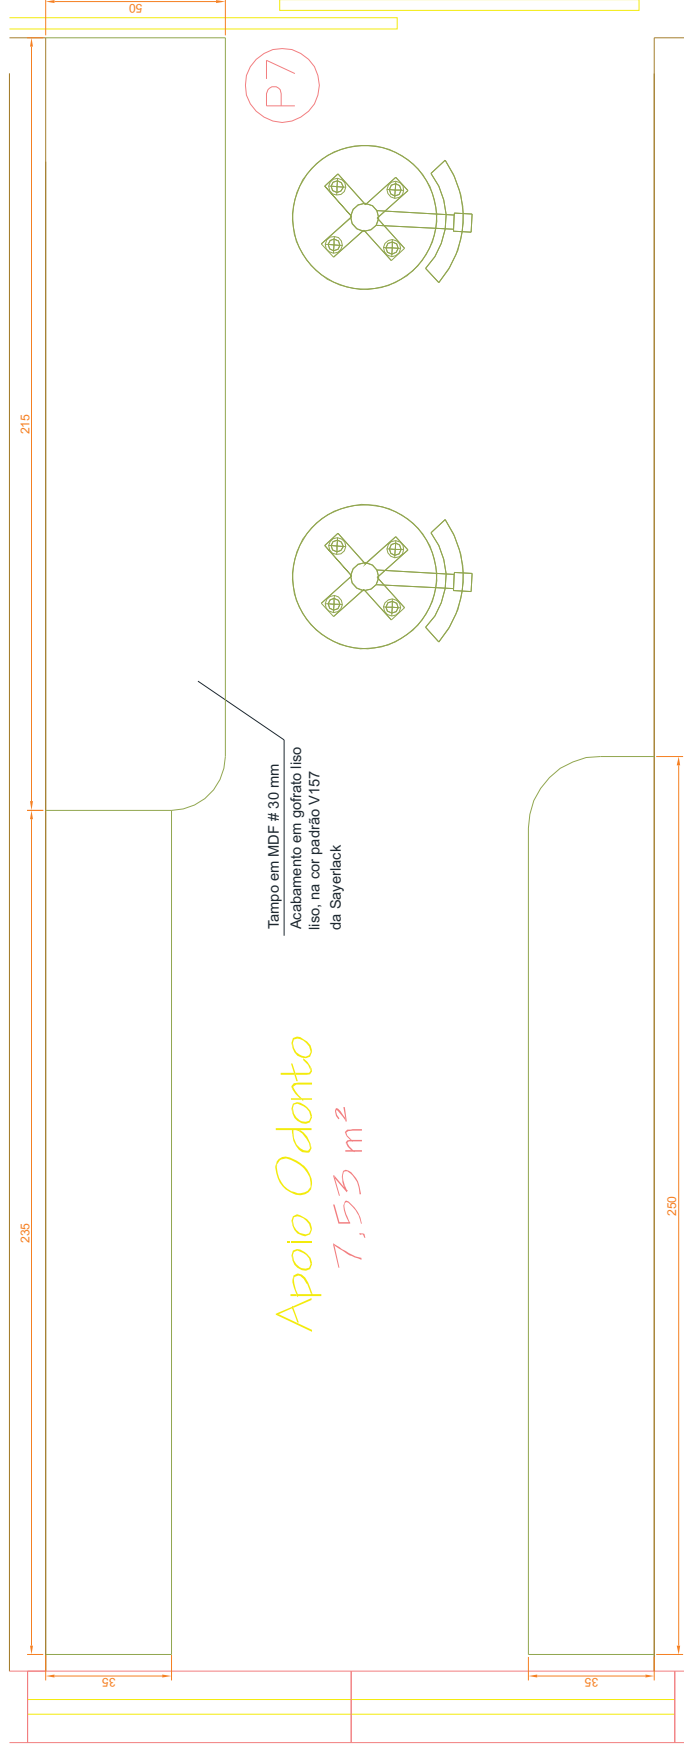 50
P7
215
Tampo em MDF # 30 mm
Acabamento em gofrato liso
liso, na cor padrão V157
da Sayerlack
Apoio Odonto
7,53 m²
235
250
35
35